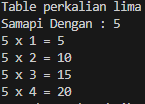 Table perkalian lima
Samapi Dengan : 5
5 x 1 = 5
5 x 2 = 10
5 x 3 = 15
5 x 4 = 20